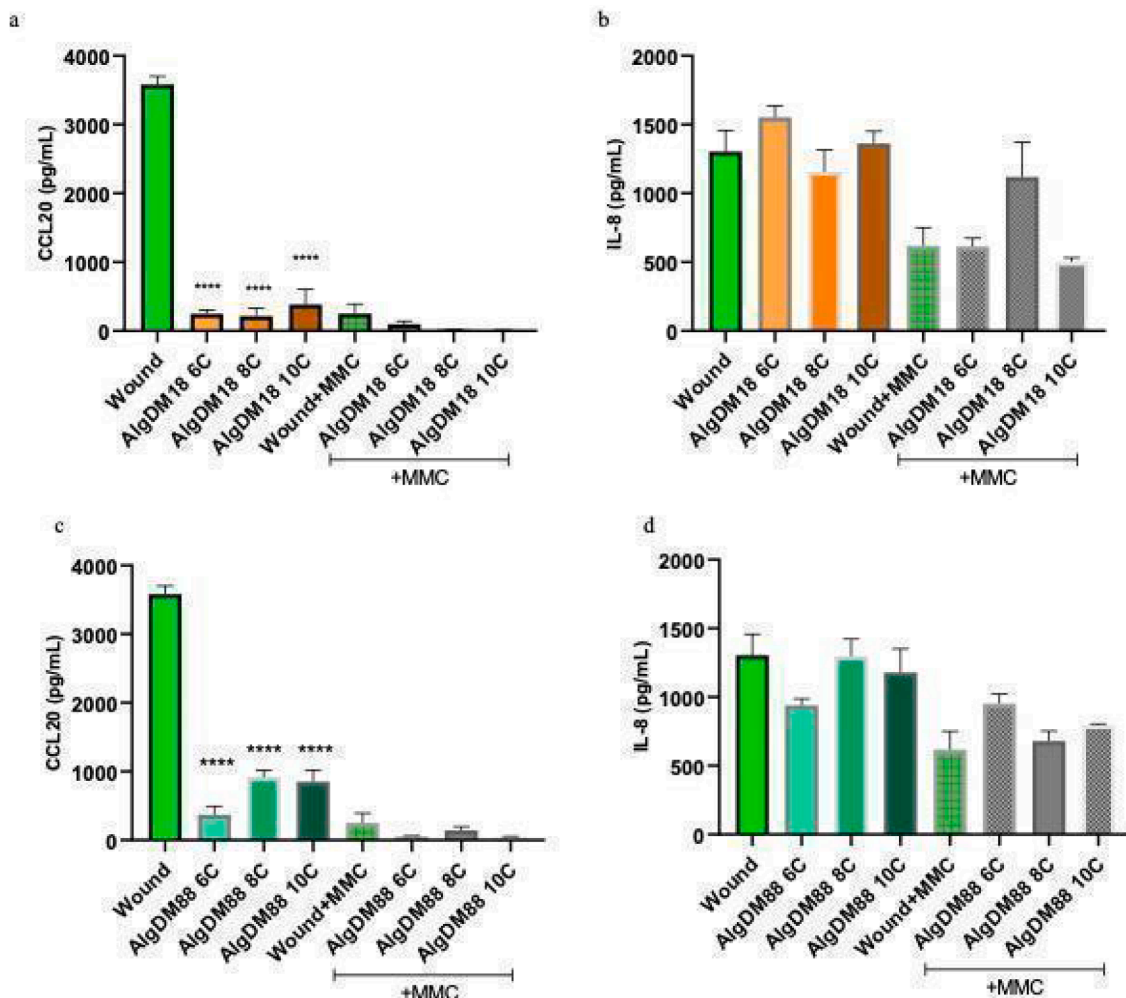 a
CCL20 (pg/mL)
4000
3000
2000
1000
0
****
****
****
Wound
AlgDM18 6C
AlgDM18 8C
AlgDM18 10C
Wound+MMC
AlgDM18 6C
AlgDM18 8C
AlgDM18 10C
+MMC
b
IL-8 (pg/mL)
2000
1500
1000
500
0
Wound
AlgDM18 6C
AlgDM18 8C
AlgDM18 10C
Wound+MMC
AlgDM18 6C
AlgDM18 8C
AlgDM18 10C
+MMC
c
CCL20 (pg/mL)
4000
3000
2000
1000
0
****
****
****
Wound
AlgDM88 6C
AlgDM88 8C
AlgDM88 10C
Wound+MMC
AlgDM88 6C
AlgDM88 8C
AlgDM88 10C
+MMC
d
IL-8 (pg/mL)
2000
1500
1000
500
0
Wound
AlgDM88 6C
AlgDM88 8C
AlgDM88 10C
Wound+MMC
AlgDM88 6C
AlgDM88 8C
AlgDM88 10C
+MMC